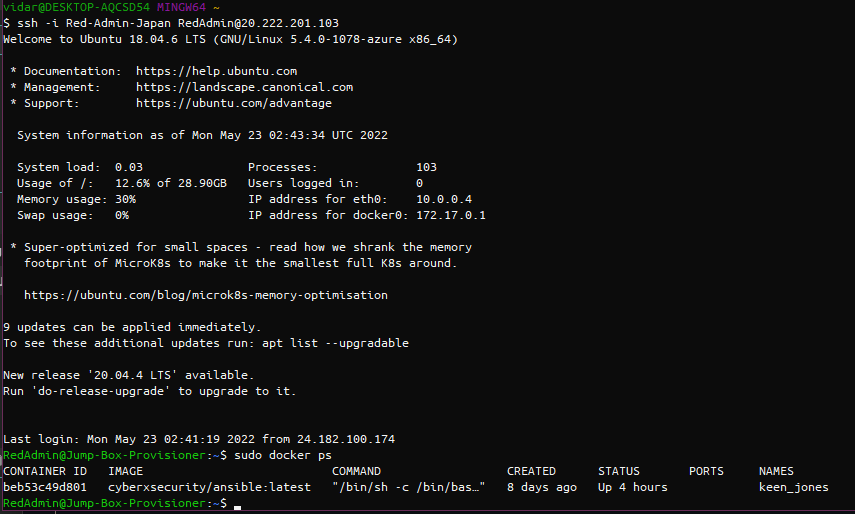 vidar@DESKTOP-AQCSD54 MINGW64 ~
$ ssh -i Red-Admin-Japan RedAdmin@20.222.201.103
Welcome to Ubuntu 18.04.6 LTS (GNU/Linux 5.4.0-1078-azure x86_64)
* Documentation: https://help.ubuntu.com
* Management: https://landscape.canonical.com
* Support: https://ubuntu.com/advantage
System information as of Mon May 23 02:43:34 UTC 2022
System load: 0.03 Processes: 103
Usage of /: 12.6% of 28.90GB Users logged in: 0
Memory usage: 30% IP address for eth0: 10.0.0.4
Swap usage: 0% IP address for docker0: 172.17.0.1
* Super-optimized for small spaces - read how we shrank the memory
footprint of MicroK8s to make it the smallest full K8s around.
https://ubuntu.com/blog/microk8s-memory-optimisation
9 updates can be applied immediately.
To see these additional updates run: apt list --upgradable
New release '20.04.4 LTS' available.
Run 'do-release-upgrade' to upgrade to it.
Last login: Mon May 23 02:41:19 2022 from 24.182.100.174
RedAdmin@Jump-Box-Provisioner:~$ sudo docker ps
CONTAINER ID IMAGE COMMAND CREATED STATUS PORTS NAMES
beb53c49d801 cyberxsecurity/ansible:latest "/bin/sh -c /bin/bas…" 8 days ago Up 4 hours keen_jones
RedAdmin@Jump-Box-Provisioner:~$